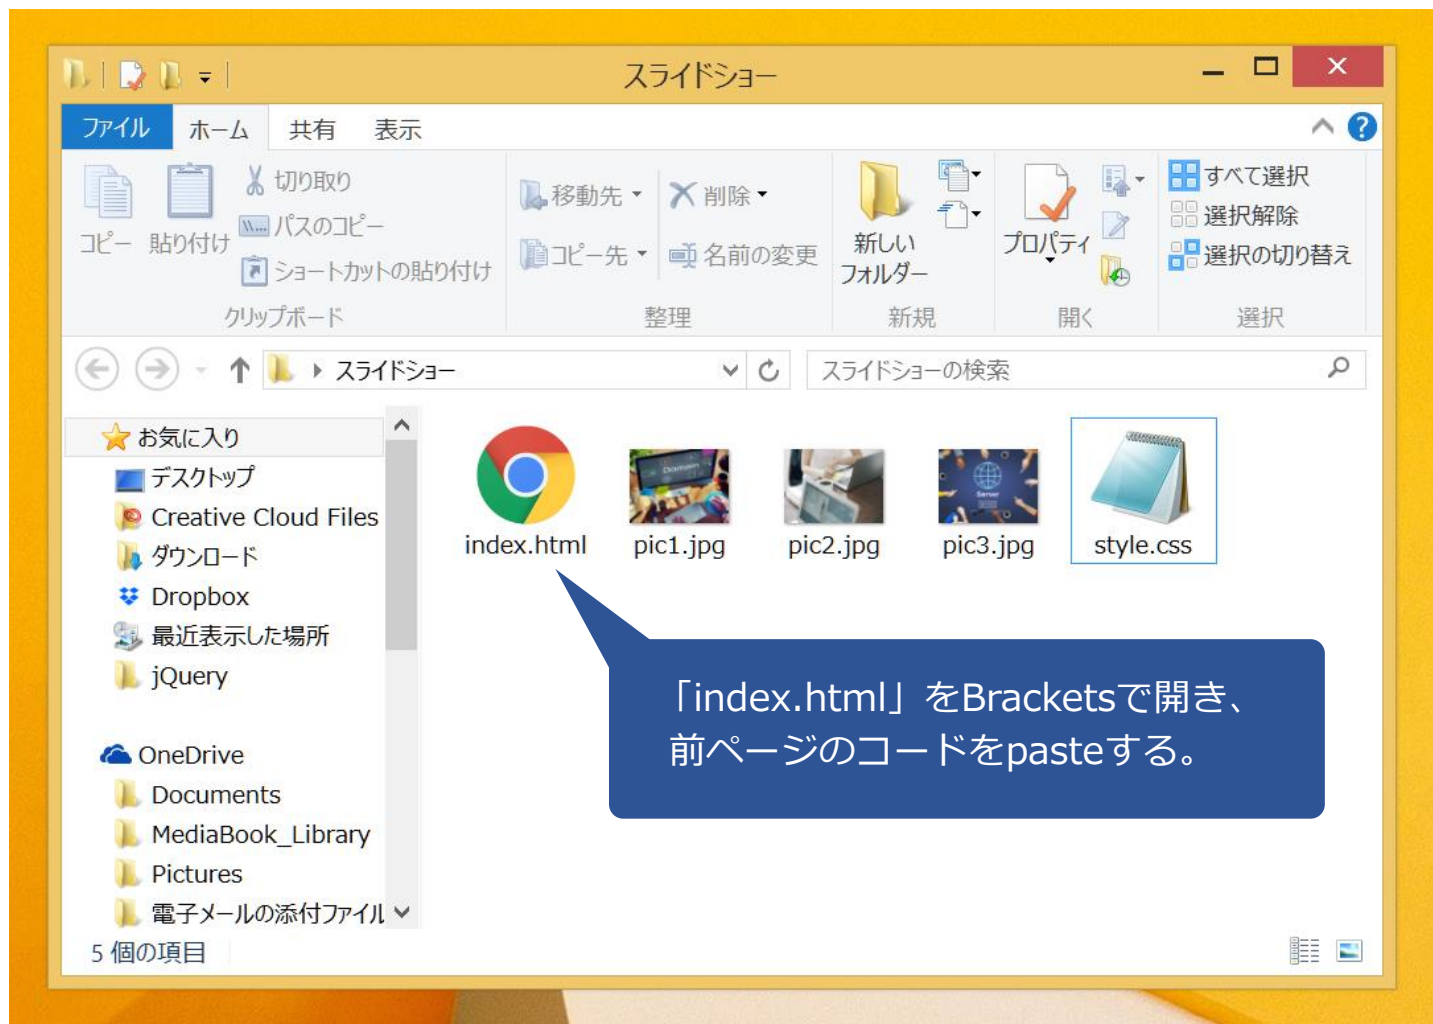 スライドショー
ファイル ホーム 共有 表示
コピー
貼り付け
切り取り
パスのコピー
ショートカットの貼り付け
クリップボード
移動先
コピー先
削除
名前の変更
整理
新しい
フォルダー
新規
プロパティ
開く
すべて選択
選択解除
選択の切り替え
選択
スライドショー
スライドショーの検索
お気に入り
デスクトップ
Creative Cloud Files
ダウンロード
Dropbox
最近表示した場所
jQuery
OneDrive
Documents
MediaBook_Library
Pictures
電子メールの添付ファイル
index.html
pic1.jpg
pic2.jpg
Server
pic3.jpg
style.css
「index.html」をBracketsで開き、
前ページのコードをpasteする。
5 個の項目